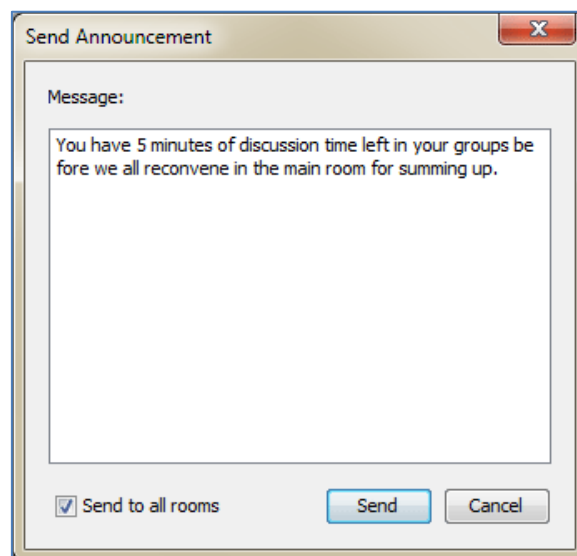 Send Announcement
Message:
You have 5 minutes of discussion time left in your groups be
fore we all reconvene in the main room for summing up.
Send to all rooms
Send
Cancel